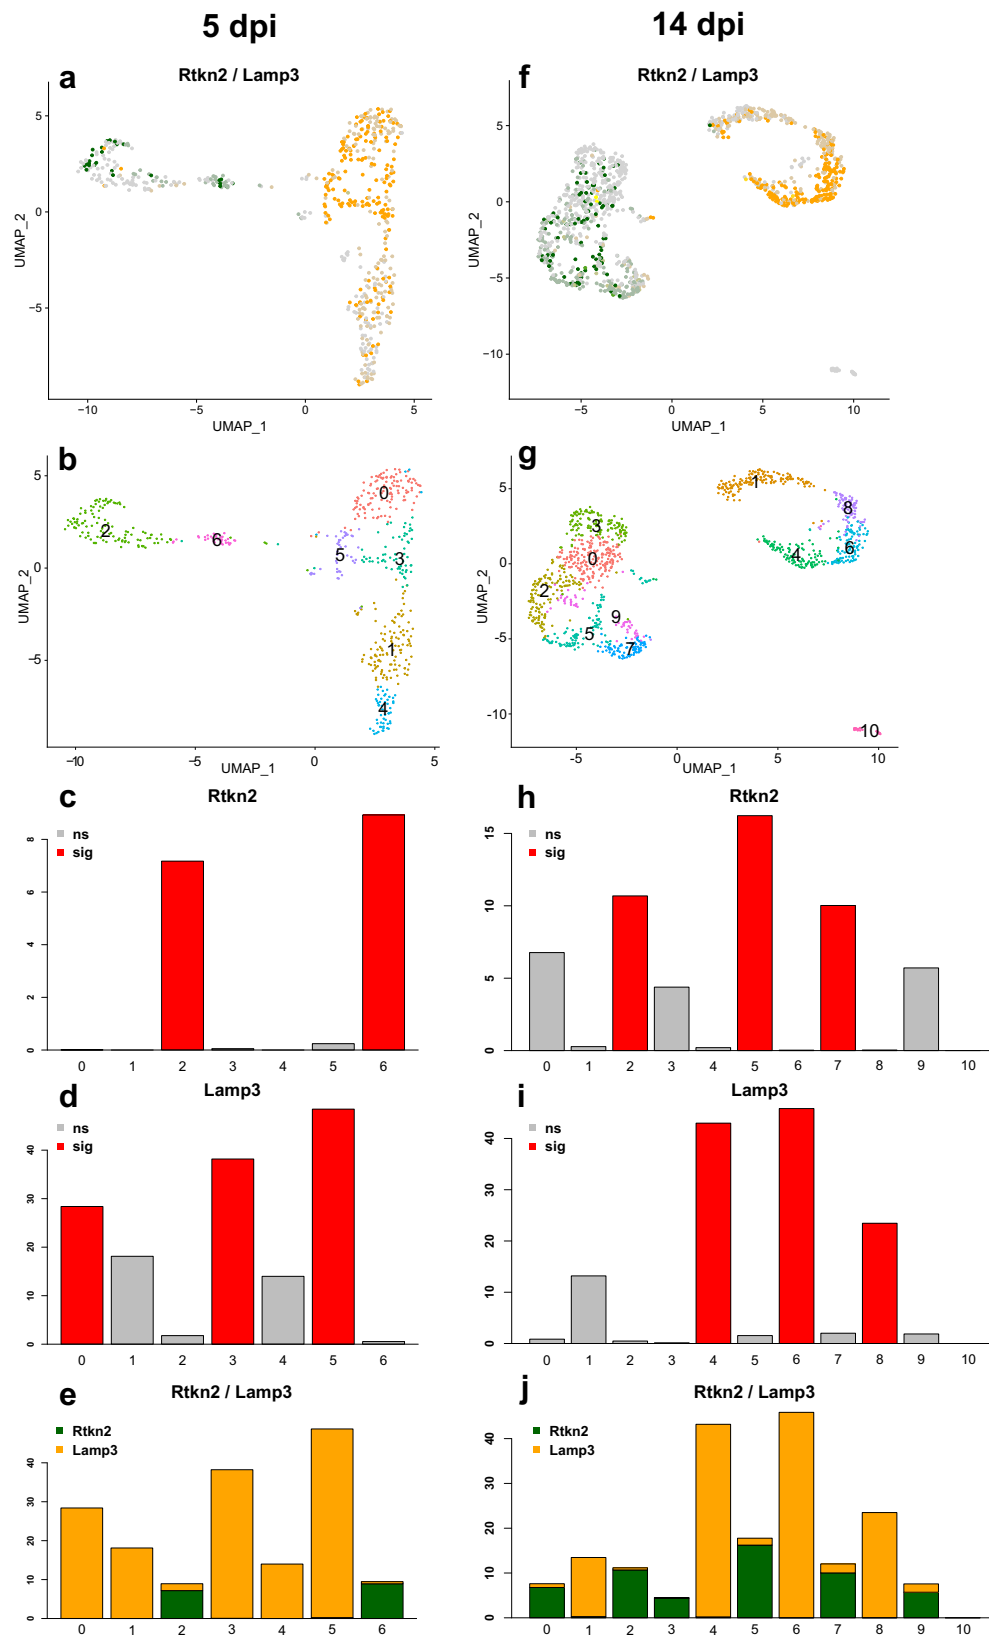 5 dpi
14 dpi
a
Rtkn2 / Lamp3
5
0
−5
−10
−5
0
5
UMAP_1
UMAP_2
f
Rtkn2 / Lamp3
5
0
−5
−10
−5
0
5
10
UMAP_1
UMAP_2
b
5
0
−5
−10
−5
0
5
UMAP_1
UMAP_2
0
1
2
3
4
5
6
g
5
0
-5
-10
-5
0
5
10
UMAP_1
UMAP_2
0
1
2
3
4
5
6
7
8
9
10
c
Rtkn2
ns
sig
8
6
4
2
0
0 1 2 3 4 5 6
h
Rtkn2
ns
sig
15
10
5
0
0 1 2 3 4 5 6 7 8 9 10
d
Lamp3
ns
sig
40
30
20
10
0
0 1 2 3 4 5 6
i
Lamp3
ns
sig
40
30
20
10
0
0 1 2 3 4 5 6 7 8 9 10
e
Rtkn2 / Lamp3
Rtkn2
Lamp3
40
30
20
10
0
0 1 2 3 4 5 6
j
Rtkn2 / Lamp3
Rtkn2
Lamp3
40
30
20
10
0
0 1 2 3 4 5 6 7 8 9 10